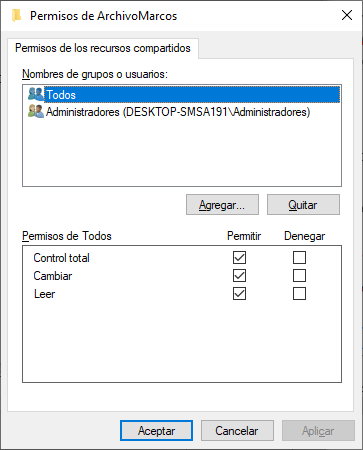 Permisos de ArchivoMarcos
Permisos de los recursos compartidos
Nombres de grupos o usuarios:
Todos
Administradores (DESKTOP-SMSA191\Administradores)
Agregar... Quitar
Permisos de Todos Permitir Denegar
Control total
Cambiar
Leer
Aceptar Cancelar Aplicar